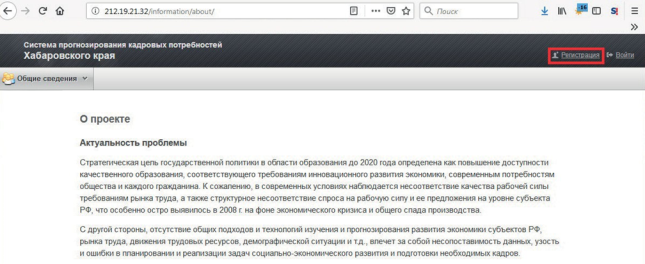 212.19.21.32/information/about/
Поиск
Система прогнозирования кадровых потребностей
Хабаровского края
Регистрация
Войти
Общие сведения
О проекте
Актуальность проблемы
Стратегическая цель государственной политики в области образования до 2020 года определена как повышение доступности
качественного образования, соответствующего требованиям инновационного развития экономики, современным потребностям
общества и каждого гражданина. К сожалению, в современных условиях наблюдается несоответствие качества рабочей силы
требованиям рынка труда, а также структурное несоответствие спроса на рабочую силу и ее предложения на уровне субъекта
РФ, что особенно остро выявилось в 2008 г. на фоне экономического кризиса и общего спада производства.
С другой стороны, отсутствие общих подходов и технологий изучения и прогнозирования развития экономики субъектов РФ,
рынка труда, движения трудовых ресурсов, демографической ситуации и т.д., влечет за собой несопоставимость данных, узость
и ошибки в планировании и реализации задач социально-экономического развития и подготовки необходимых кадров.